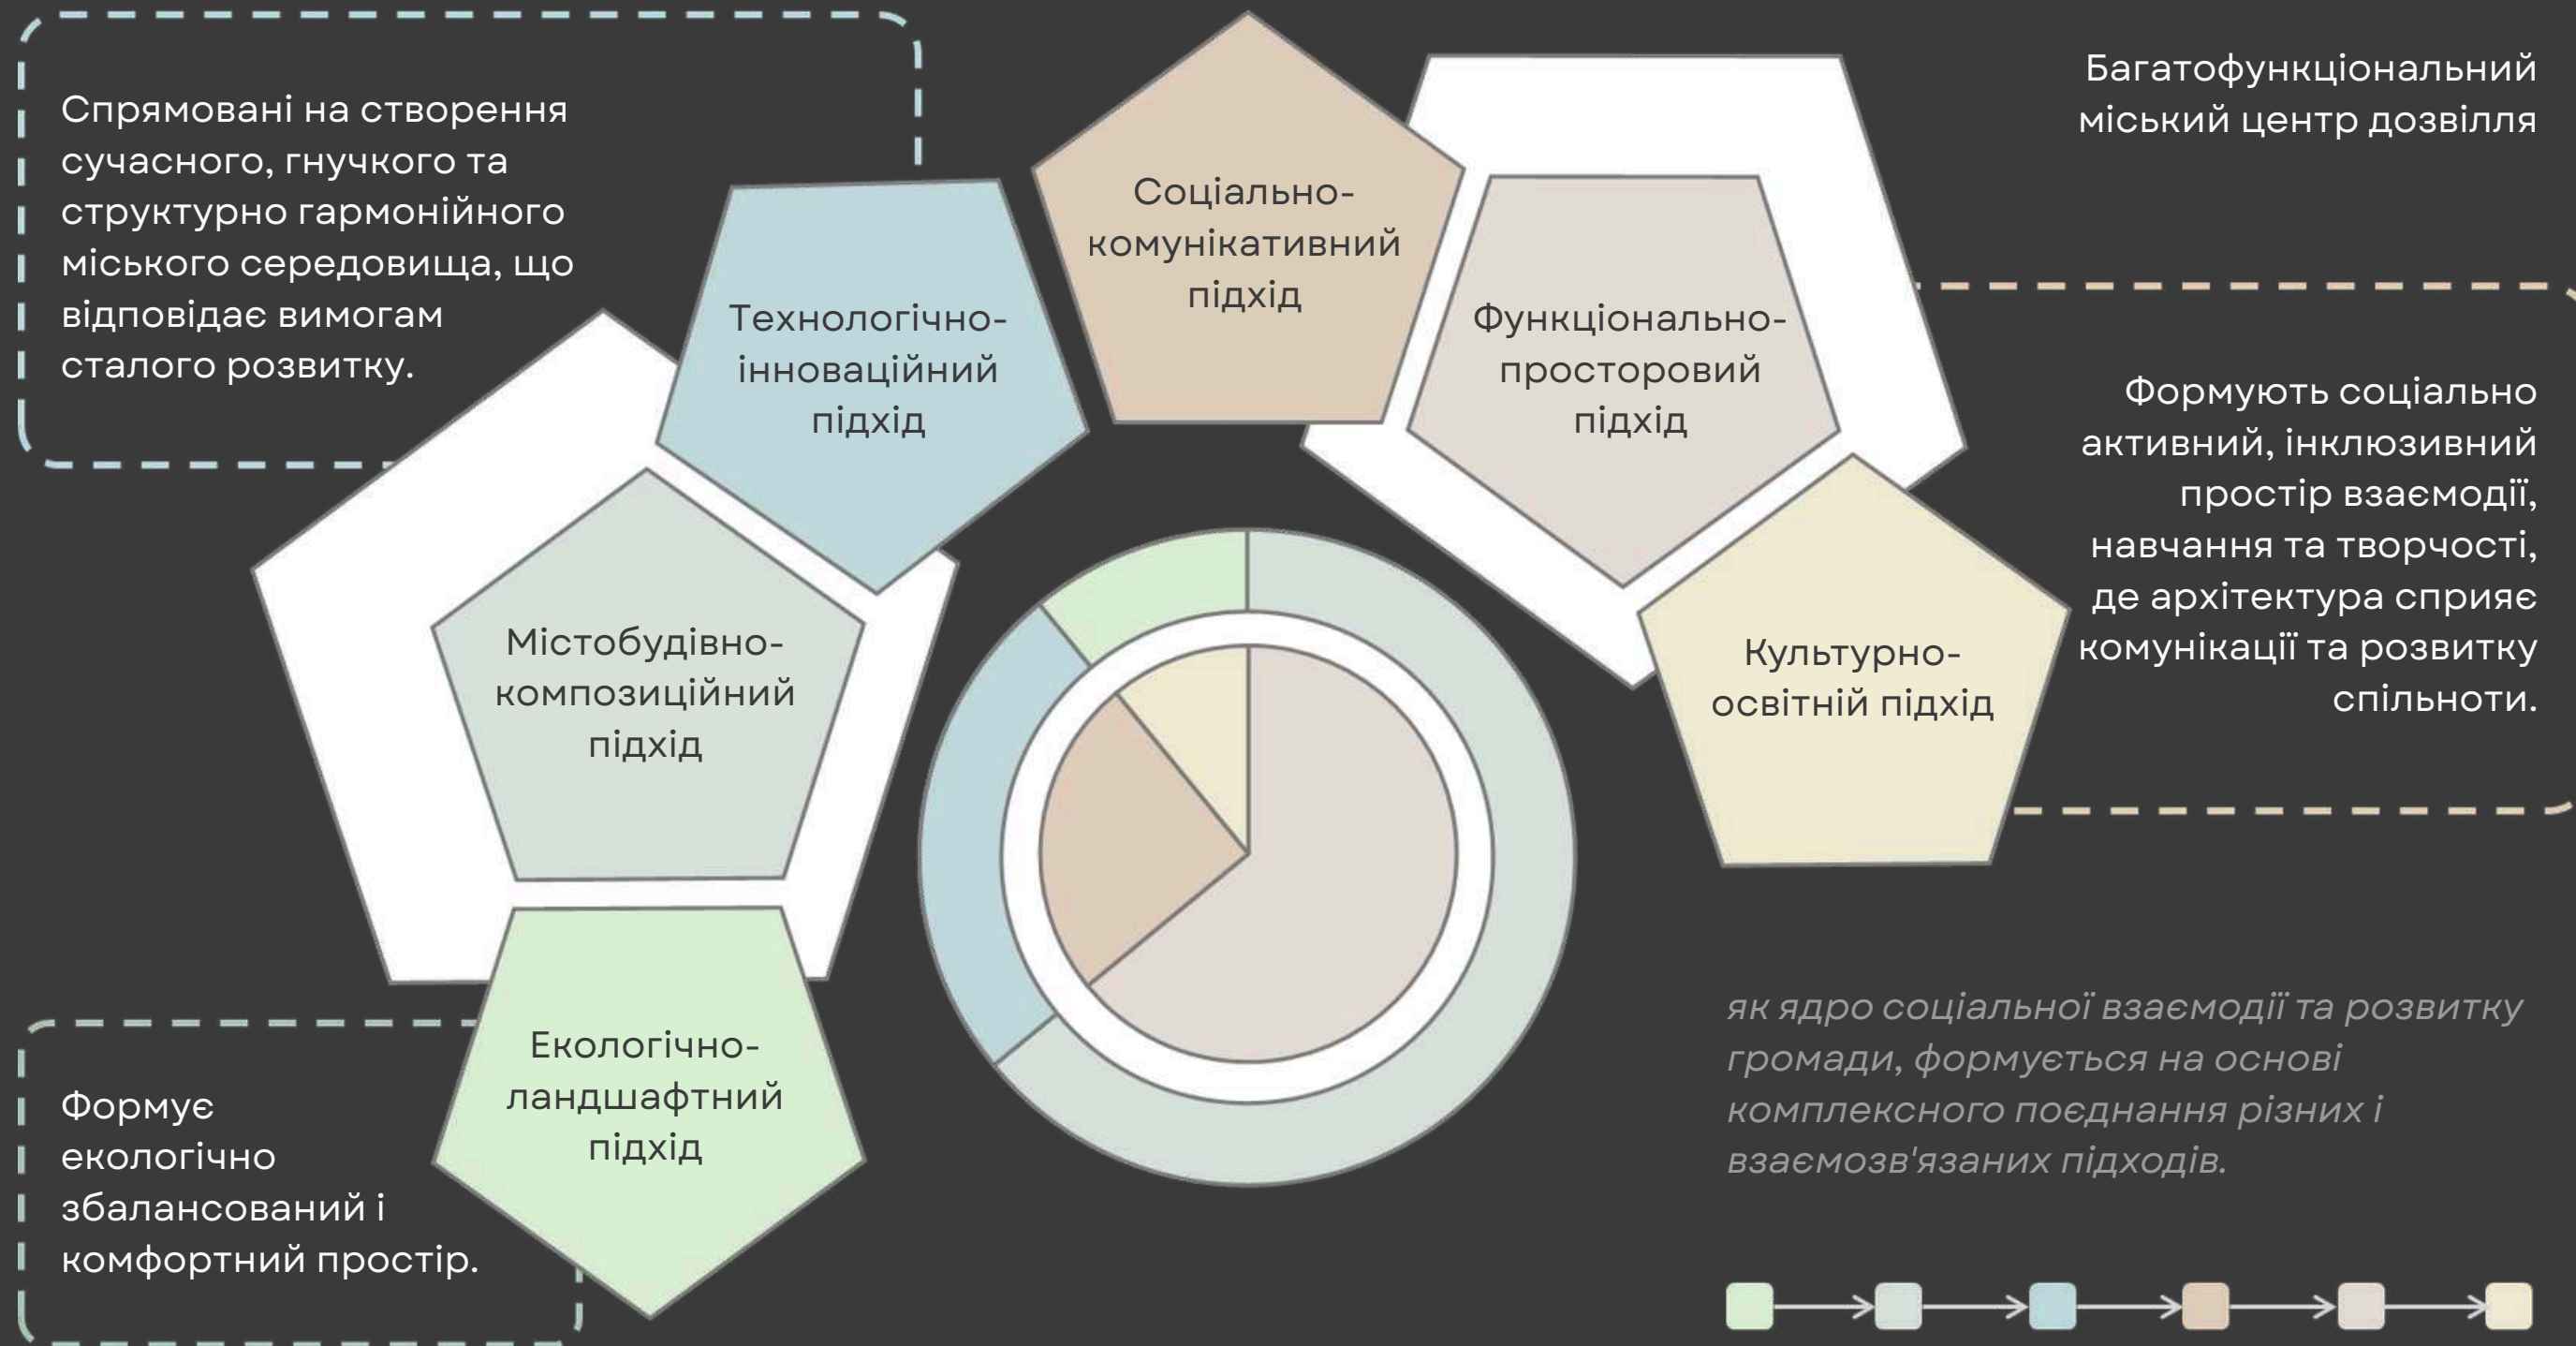 Спрямовані на створення
сучасного, гнучкого та
структурно гармонійного
міського середовища, що
відповідає вимогам
сталого розвитку.
Технологічно-
інноваційний
підхід
Соціально-
комунікативний
підхід
Функціонально-
просторовий
підхід
Багатофункціональний
міський центр дозвілля
Формують соціально
активний, інклюзивний
простір взаємодії,
навчання та творчості,
де архітектура сприяє
комунікації та розвитку
спільноти.
Містобудівно-
композиційний
підхід
Культурно-
освітній підхід
Екологічно-
ландшафтний
підхід
Формує
екологічно
збалансований і
комфортний простір.
як ядро соціальної взаємодії та розвитку
громади, формується на основі
комплексного поєднання різних і
взаємозв'язаних підходів.